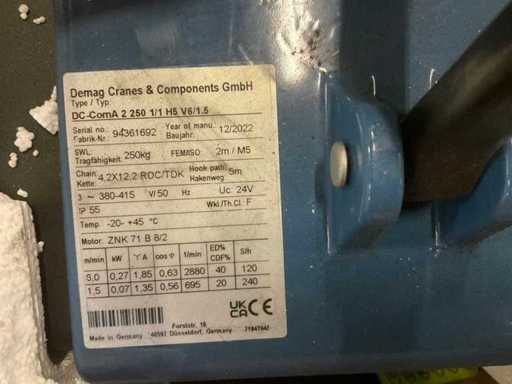 Demag Cranes & Components GmbH
Type / Typ:
DC-ComA 2 250 1/1 H5 V6/1.5
Serial no.: Fabrik-Nr.: 94361692 Year of manu. Baujahr: 12/2022
SWL. Tragfähigkeit: 250kg FEM/ISO: 2m / M5
Chain: Kette: 4.2X12.2 RDC/TDK Hook path: Hakenweg: 5m
3 ~ 380-415 V/ 50 Hz Uc 24V
IP 55 Wkl./Th.Cl. F
Temp. -20- +45 °C
Motor: ZNK 71 B 8/2
m/min kW Y A cos φ 1/min ED% CDF% S/h
0,27 1,85 0,63 2880 40 120
1,5 0,07 1,35 0,56 695 20 240
UK CA CE
Forststr. 16
Made in Germany 40597 Düsseldorf, Germany